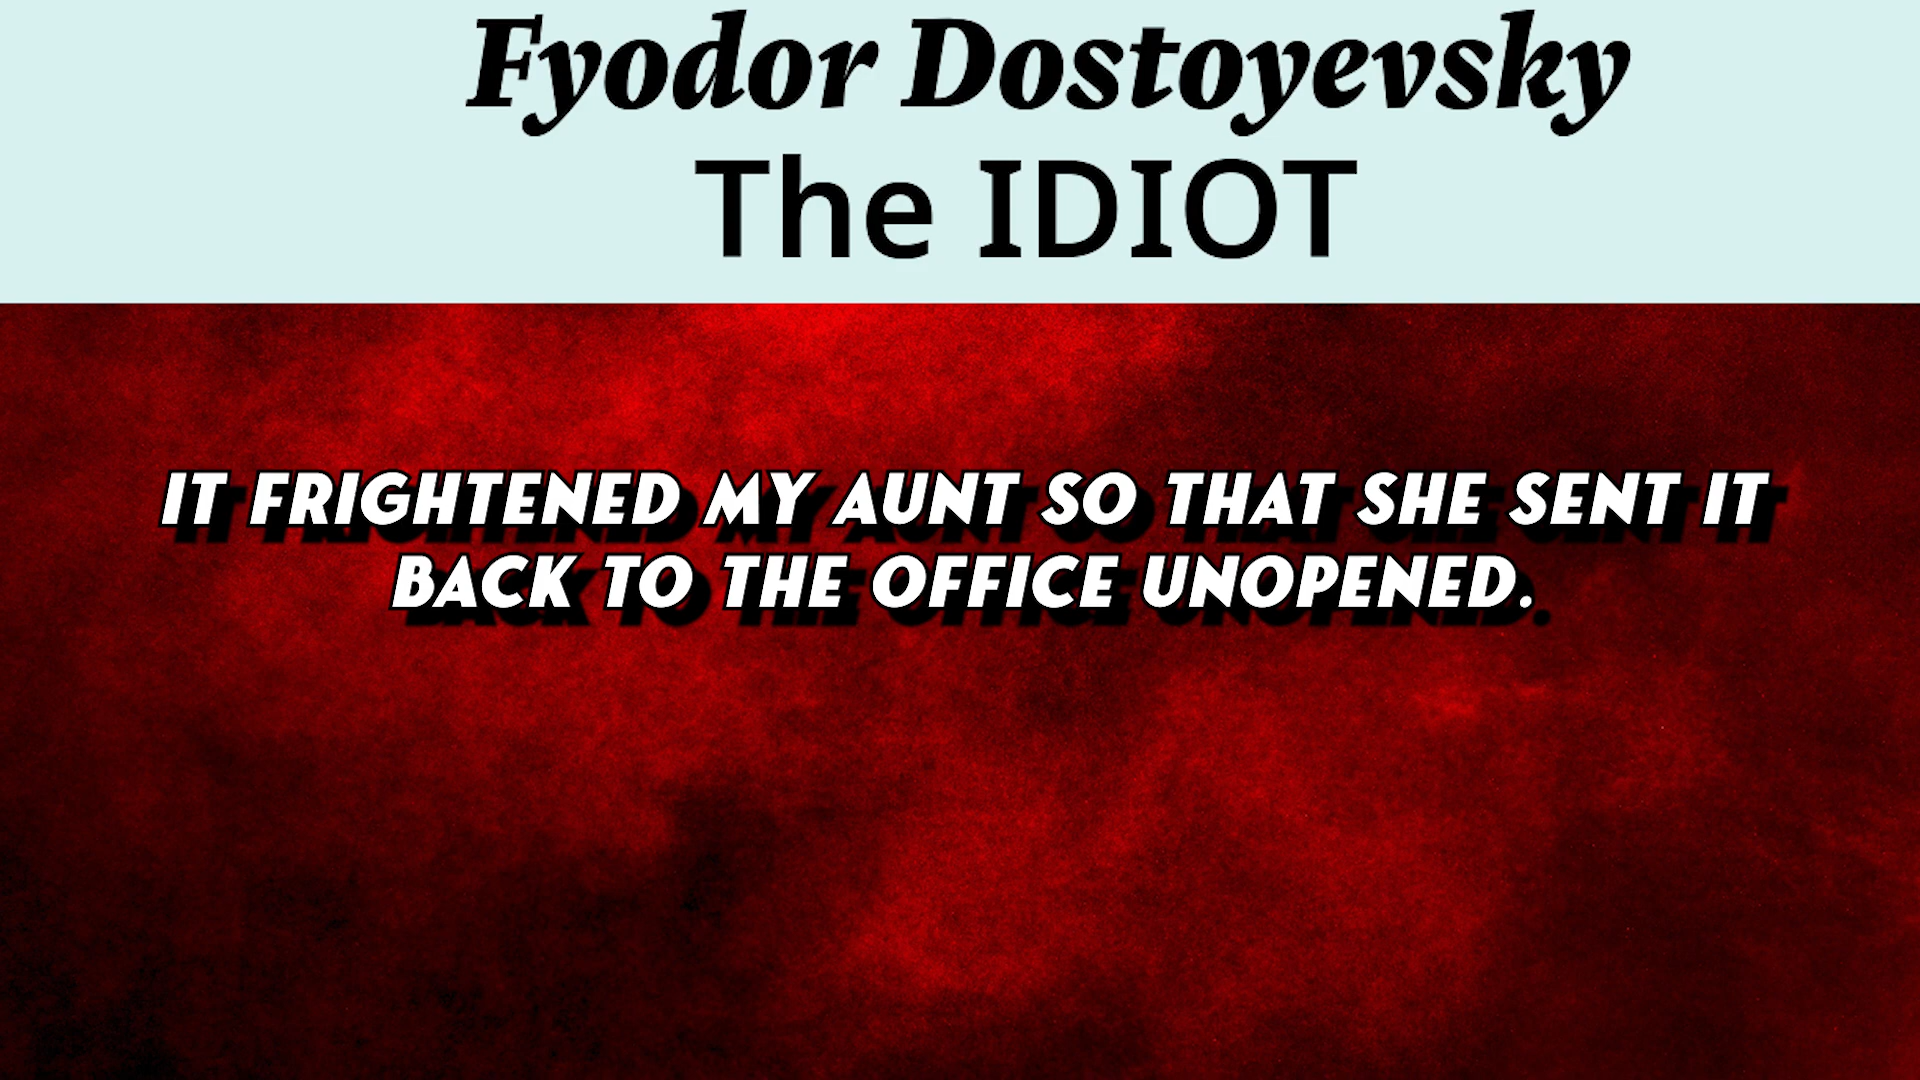 Fyodor Dostoyevsky
The IDIOT
IT FRIGHTENED MY AUNT SO THAT SHE SENT IT
BACK TO THE OFFICE UNOPENED.